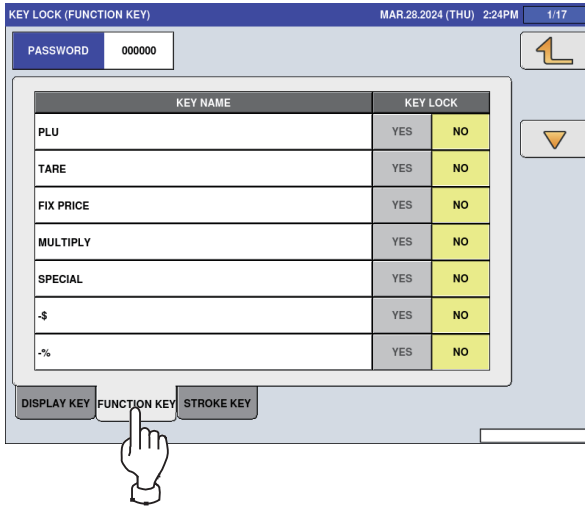 KEY LOCK (FUNCTION KEY) MAR.28.2024 (THU) 2:24PM 1/17
PASSWORD 000000
KEY NAME KEY LOCK
PLU YES NO
TARE YES NO
FIX PRICE YES NO
MULTIPLY YES NO
SPECIAL YES NO
-$ YES NO
-% YES NO
DISPLAY KEY FUNCTION KEY STROKE KEY